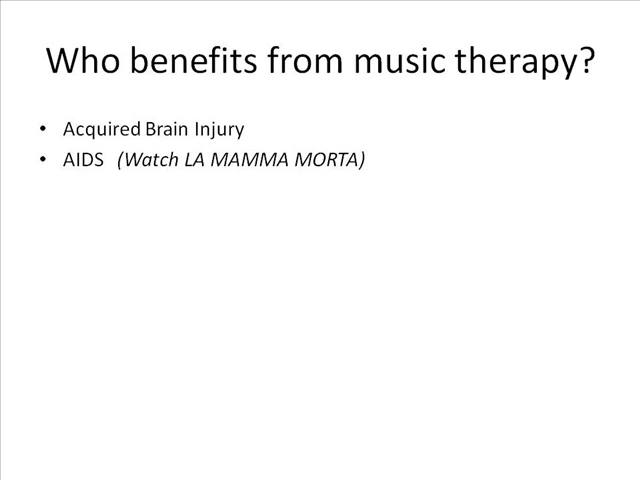 Who benefits from music therapy?
• Acquired Brain Injury
• AIDS (Watch LA MAMMA MORTA)